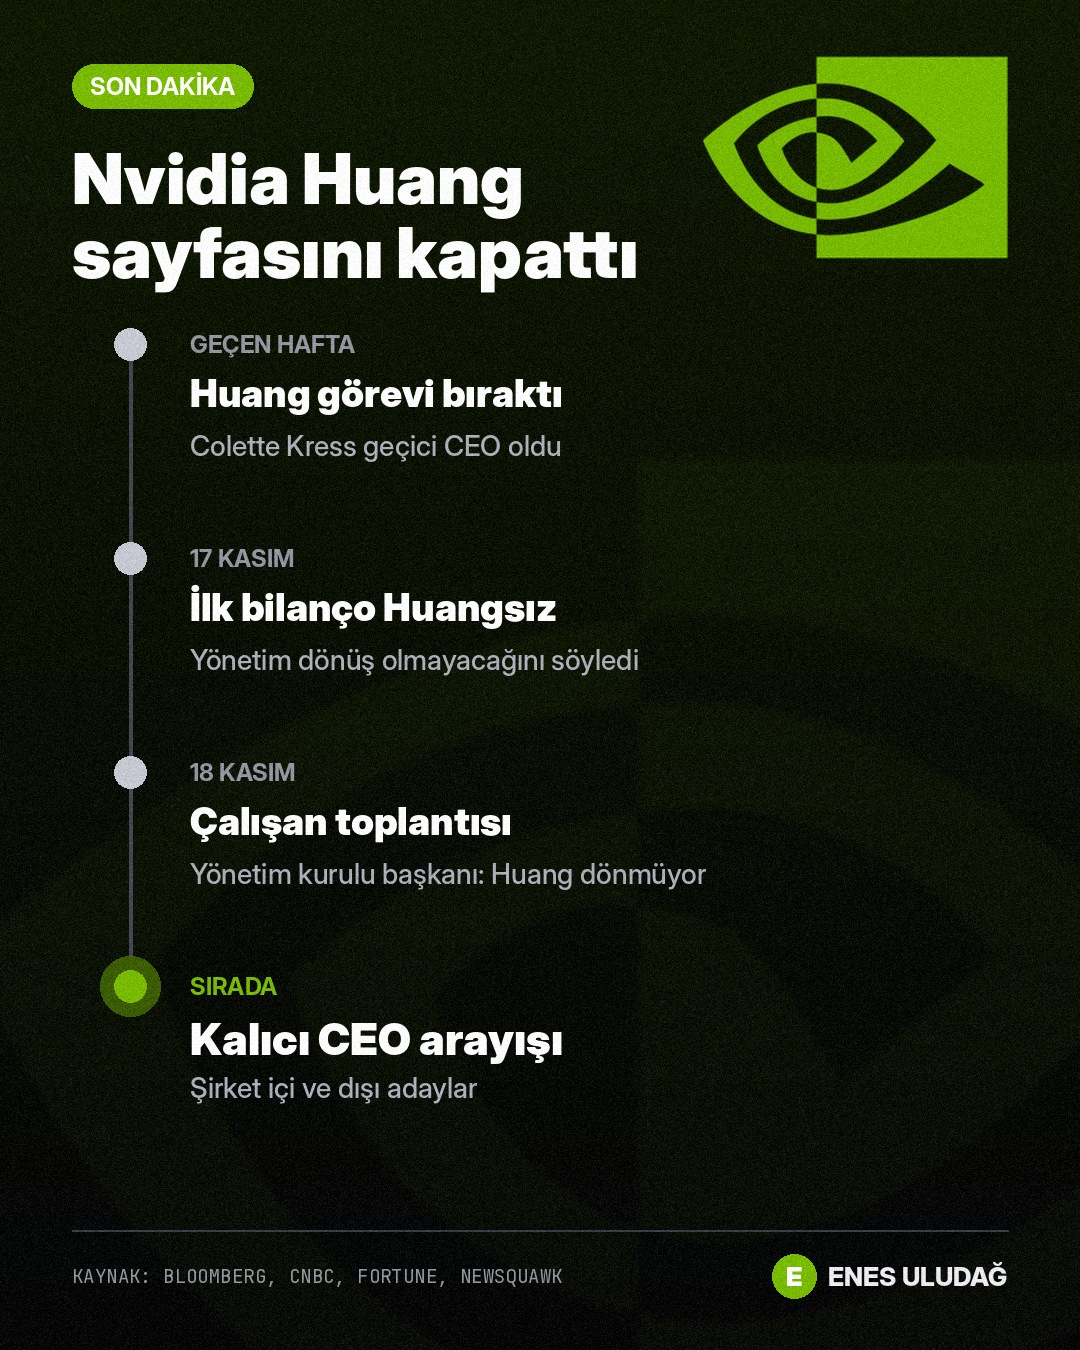 SON DAKİKA
Nvidia Huang
sayfasını kapattı
GEÇEN HAFTA
Huang görevi bıraktı
Colette Kress geçici CEO oldu
17 KASIM
İlk bilanço Huangsız
Yönetim dönüş olmayacağını söyledi
18 KASIM
Çalışan toplantısı
Yönetim kurulu başkanı: Huang dönmüyor
SIRADA
Kalıcı CEO arayışı
Şirket içi ve dışı adaylar
KAYNAK: BLOOMBERG, CNBC, FORTUNE, NEWSQUAWK
E ENES ULUDAĞ